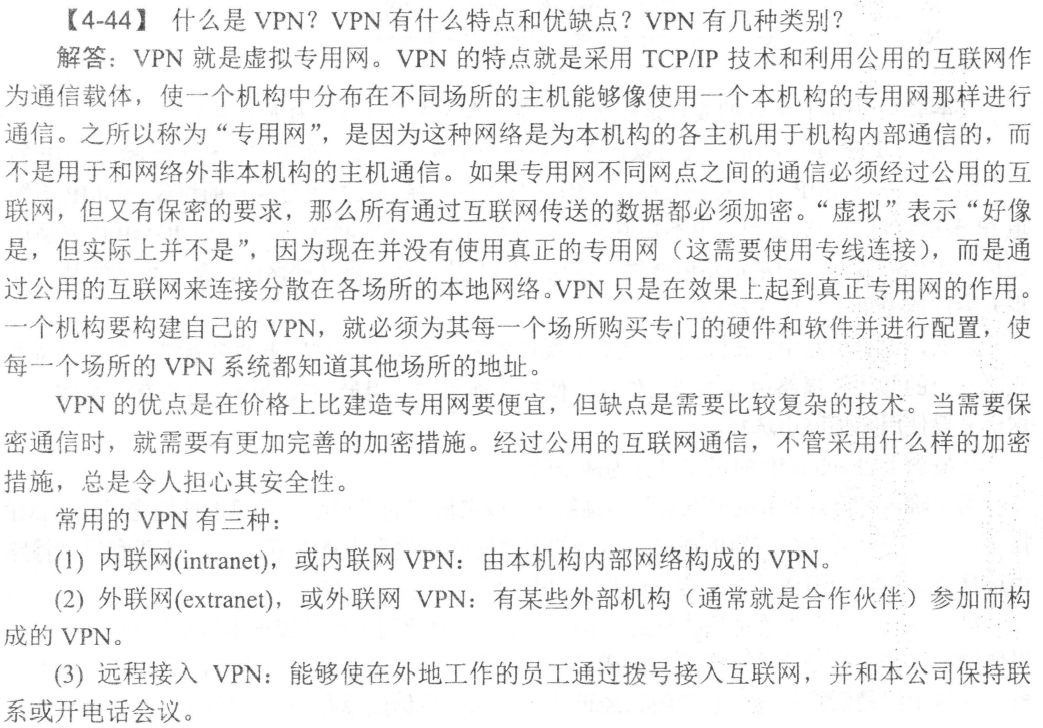 【4-44】 什么是 VPN？VPN 有什么特点和优缺点？VPN 有几种类别？
解答：VPN 就是虚拟专用网。VPN 的特点就是采用 TCP/IP 技术和利用公用的互联网作
为通信载体，使一个机构中分布在不同场所的主机能够像使用一个本机构的专用网那样进行
通信。之所以称为“专用网”，是因为这种网络是为本机构的各主机用于机构内部通信的，而
不是用于和网络外非本机构的主机通信。如果专用网不同网点之间的通信必须经过公用的互
联网，但又有保密的要求，那么所有通过互联网传送的数据都必须加密。“虚拟”表示“好像
是，但实际上并不是”，因为现在并没有使用真正的专用网（这需要使用专线连接），而是通
过公用的互联网来连接分散在各场所的本地网络。VPN 只是在效果上起到真正专用网的作用。
一个机构要构建自己的 VPN，就必须为其每一个场所购买专门的硬件和软件并进行配置，使
每一个场所的 VPN 系统都知道其他场所的地址。
VPN 的优点是在价格上比建造专用网要便宜，但缺点是需要比较复杂的技术。当需要保
密通信时，就需要有更加完善的加密措施。经过公用的互联网通信，不管采用什么样的加密
措施，总是令人担心其安全性。
常用的 VPN 有三种：
(1) 内联网(intranet)，或内联网 VPN：由本机构内部网络构成的 VPN。
(2) 外联网(extranet)，或外联网 VPN：有某些外部机构（通常就是合作伙伴）参加而构
成的 VPN。
(3) 远程接入 VPN：能够使在外地工作的员工通过拨号接入互联网，并和本公司保持联
系或开电话会议。